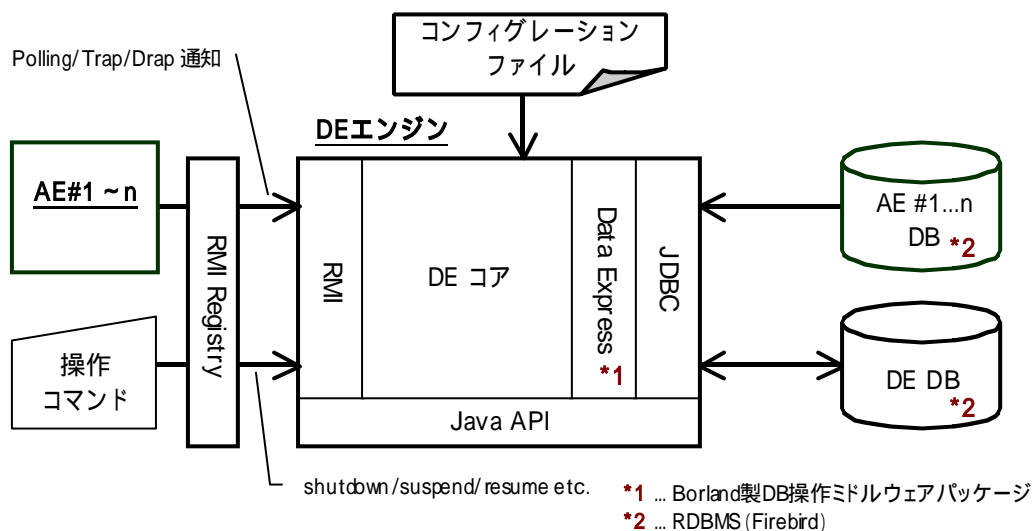 コンフィグレーション
ファイル
Polling/Trap/Drap 通知
DEエンジン
AE#1 ~ n
RMI Registry
RMI
DE コア
Data Express *1
JDBC
Java API
AE #1...n
DB *2
操作
コマンド
DE DB
*2
shutdown/suspend/resume etc.
*1 ... Borland製DB操作ミドルウェアパッケージ
*2 ... RDBMS (Firebird)